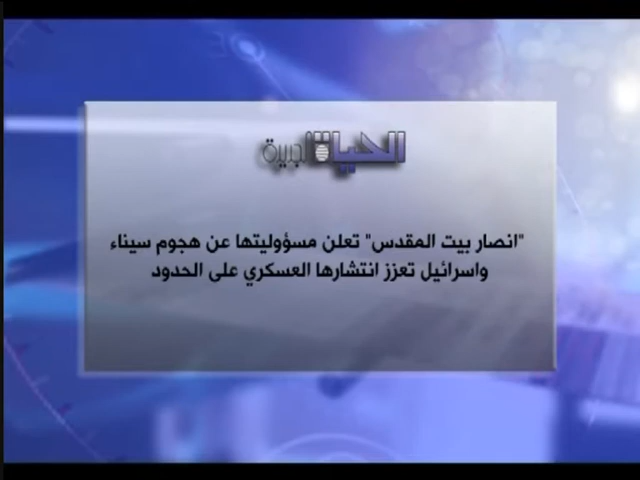 الحياة الجديدة
"انصار بيت المقدس" تعلن مسؤوليتها عن هجوم سيناء
واسرائيل تعزز انتشارها العسكري على الحدود